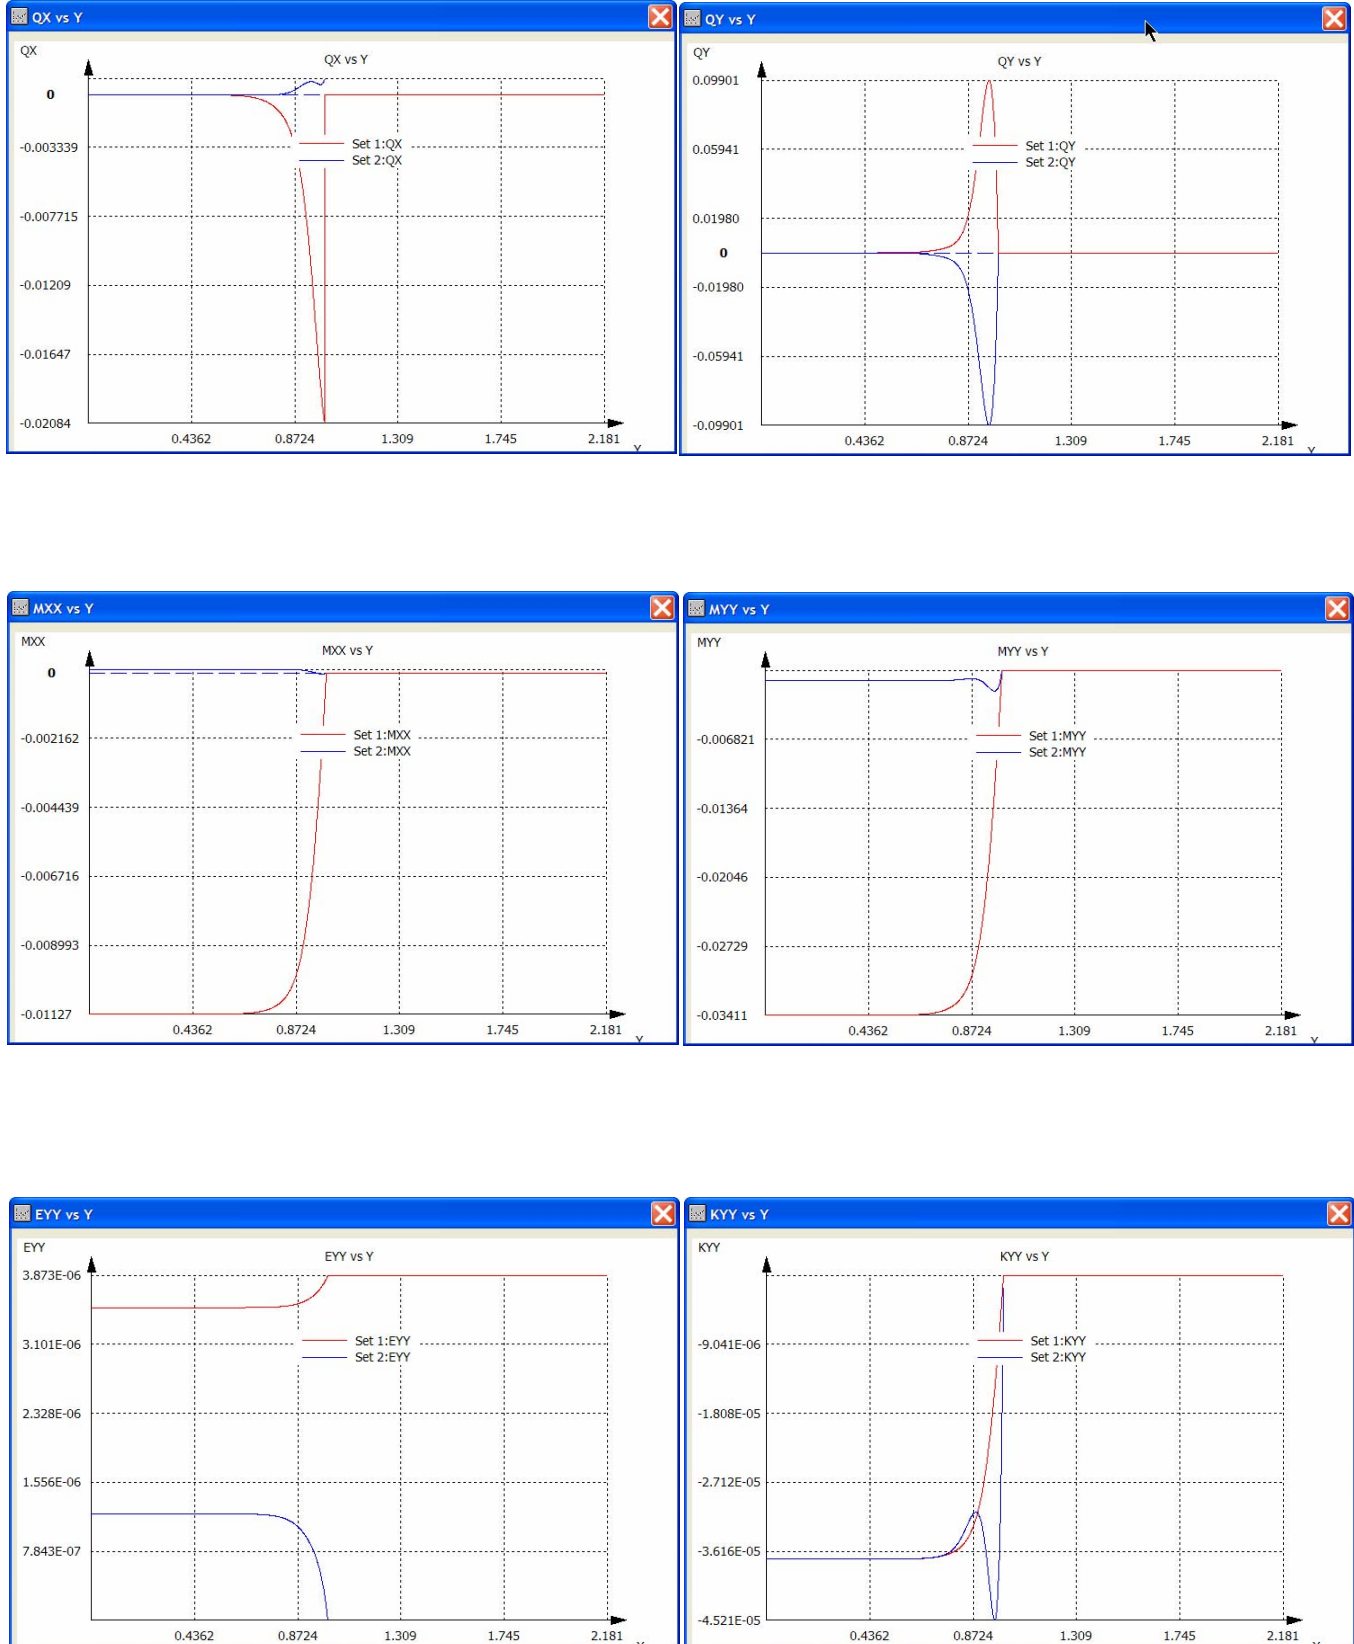 QX vs Y
QX
QX vs Y
0
-0.003339
Set 1:QX
Set 2:QX
-0.007715
-0.01209
-0.01647
-0.02084
0.4362 0.8724 1.309 1.745 2.181
QY vs Y
QY
QY vs Y
0.09901
0.05941
Set 1:QY
Set 2:QY
0.01980
0
-0.01980
-0.05941
-0.09901
0.4362 0.8724 1.309 1.745 2.181
MXX vs Y
MXX
MXX vs Y
0
-0.002162
Set 1:MXX
Set 2:MXX
-0.004439
-0.006716
-0.008993
-0.01127
0.4362 0.8724 1.309 1.745 2.181
MYY vs Y
MYY
MYY vs Y
-0.006821
Set 1:MYY
Set 2:MYY
-0.01364
-0.02046
-0.02729
-0.03411
0.4362 0.8724 1.309 1.745 2.181
EYY vs Y
EYY
EYY vs Y
3.873E-06
3.101E-06
Set 1:EYY
Set 2:EYY
2.328E-06
1.556E-06
7.843E-07
0.4362 0.8724 1.309 1.745 2.181
KYY vs Y
KYY
KYY vs Y
-9.041E-06
Set 1:KYY
Set 2:KYY
-1.808E-05
-2.712E-05
-3.616E-05
-4.521E-05
0.4362 0.8724 1.309 1.745 2.181